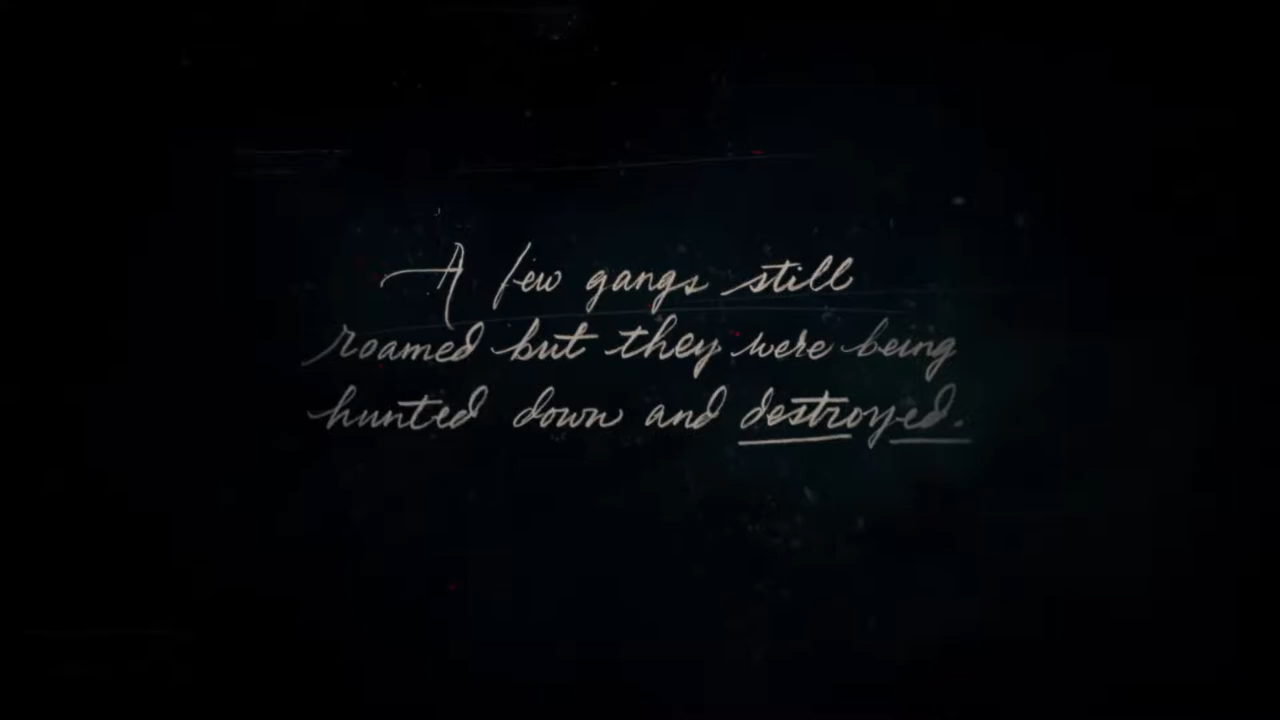 A few gangs still
roamed but they were being
hunted down and destroyed.